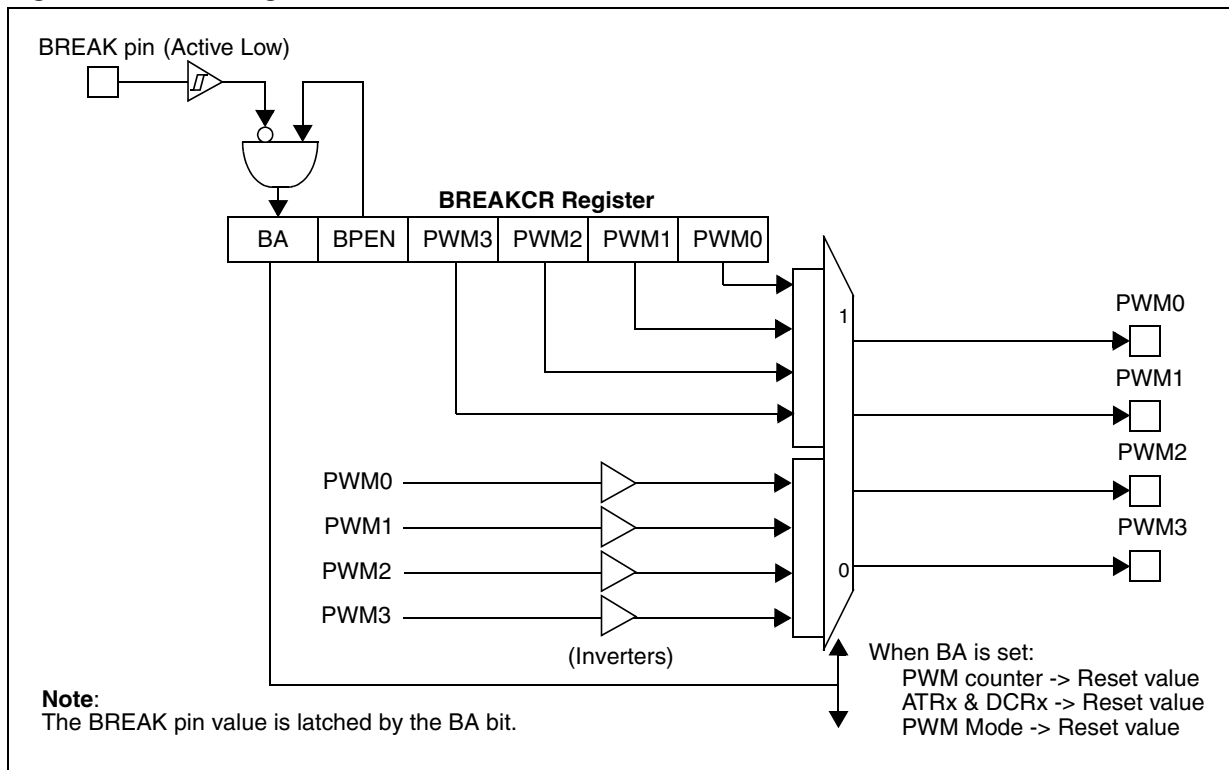 BREAK pin (Active Low)
BREAKCR Register
BA BPEN PWM3 PWM2 PWM1 PWM0
1
PWM0
PWM1
PWM2
PWM3
PWM0
PWM1
PWM2
PWM3
0
(Inverters)
When BA is set:
PWM counter -> Reset value
ATRx & DCRx -> Reset value
PWM Mode -> Reset value
Note:
The BREAK pin value is latched by the BA bit.